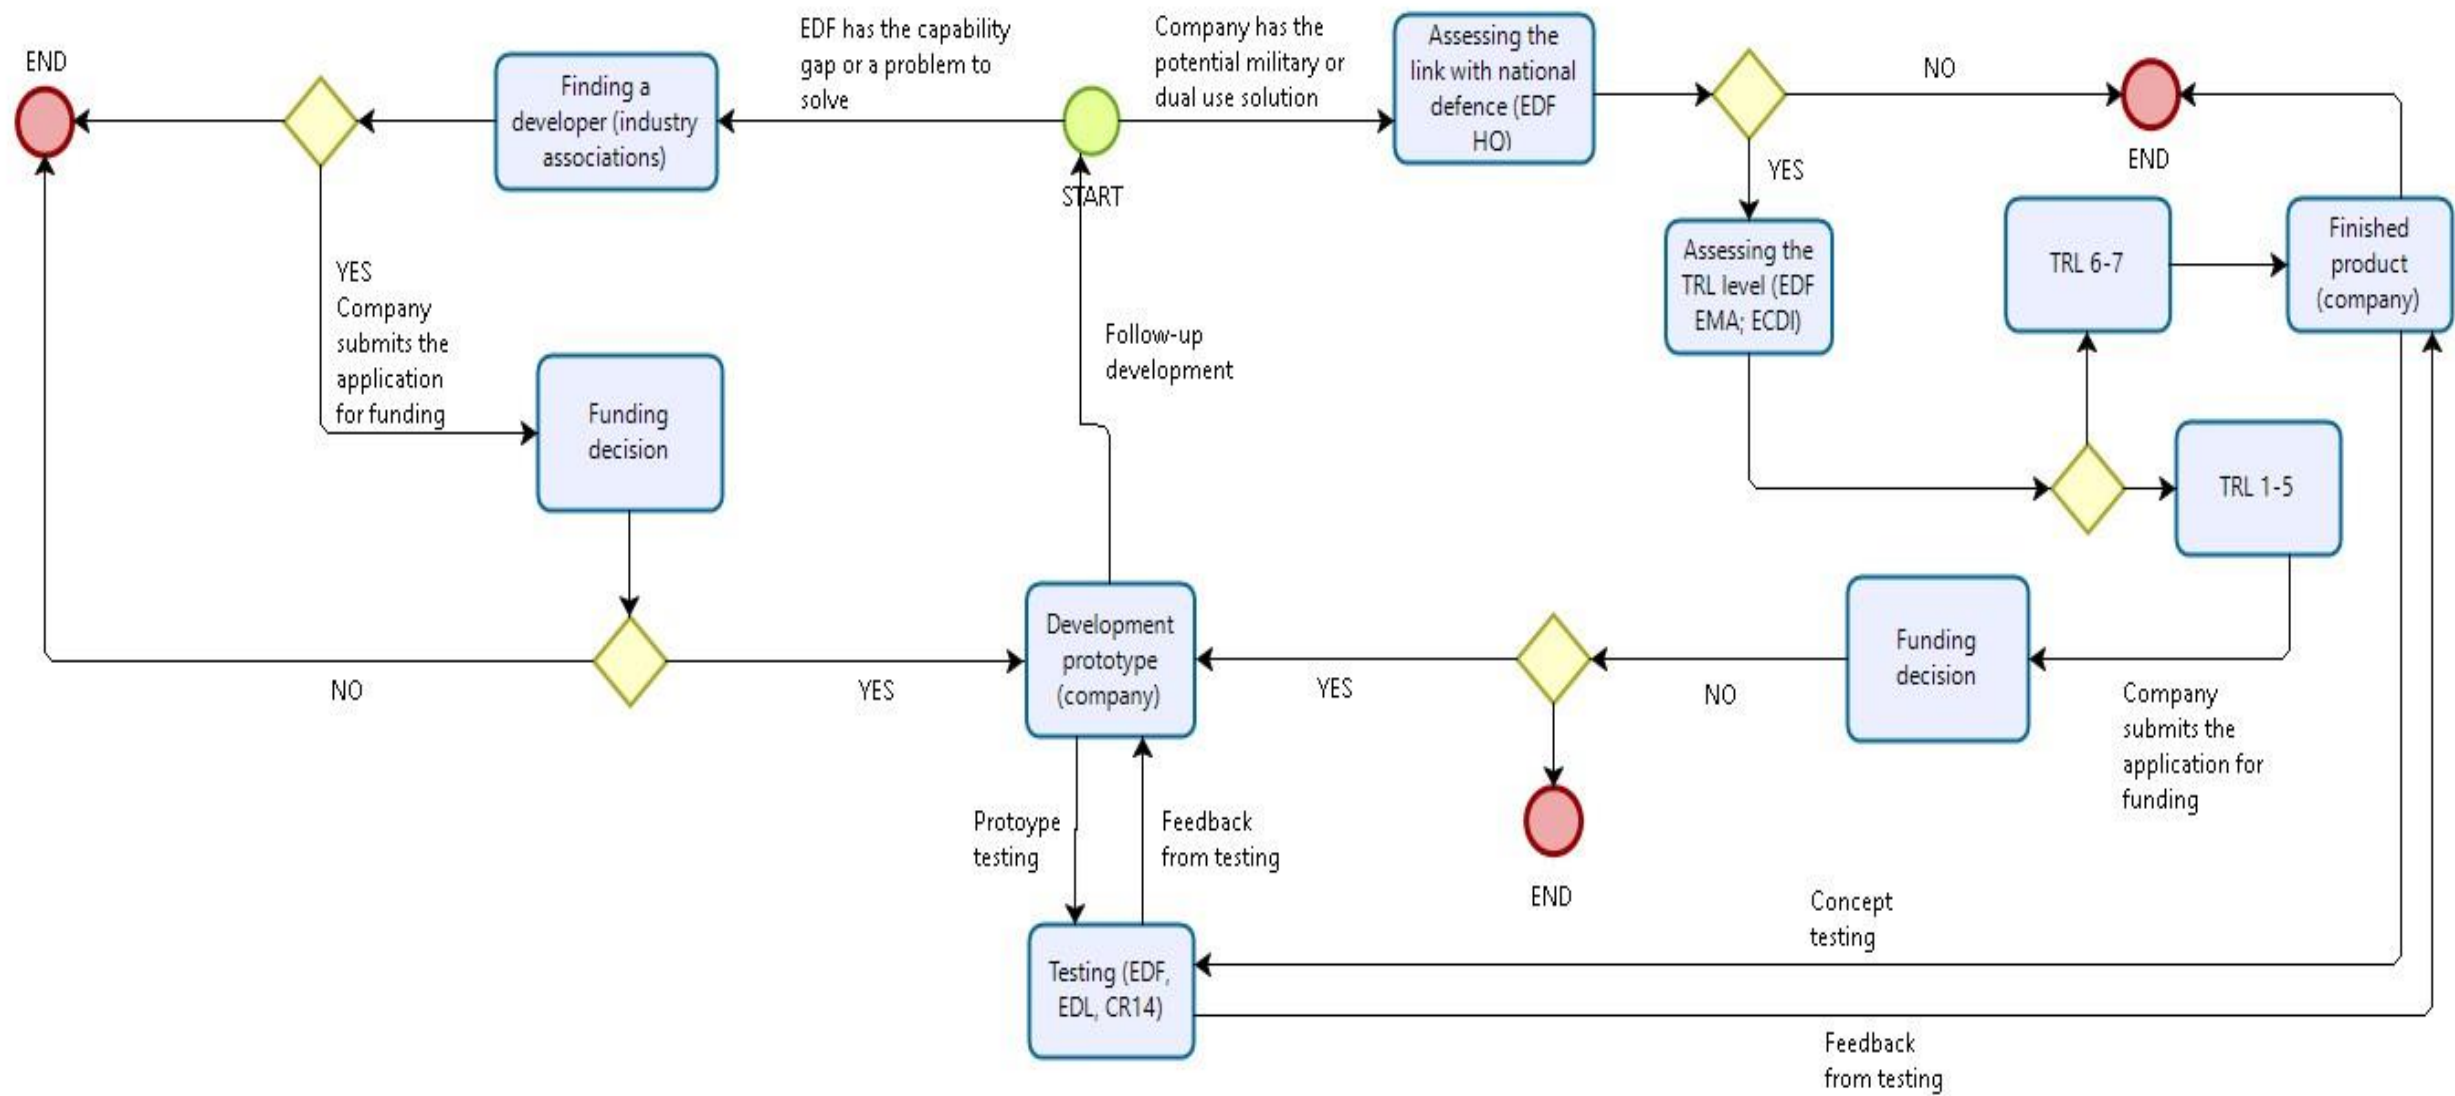 END
Finding a
developer (industry
associations)
EDF has the capability
gap or a problem to
solve
START
Company has the
potential military or
dual use solution
Assessing the
link with national
defence (EDF
HQ)
NO
END
YES
Assessing the
TRL level (EDF
EMA; ECDI)
TRL 6-7
Finished
product
(company)
YES
Company
submits the
application
for funding
Funding
decision
Follow-up
development
TRL 1-5
NO
YES
Development
prototype
(company)
YES
NO
Funding
decision
Company
submits the
application for
funding
END
Protoype
testing
Feedback
from testing
Concept
testing
Testing (EDF,
EDL, CR14)
Feedback
from testing